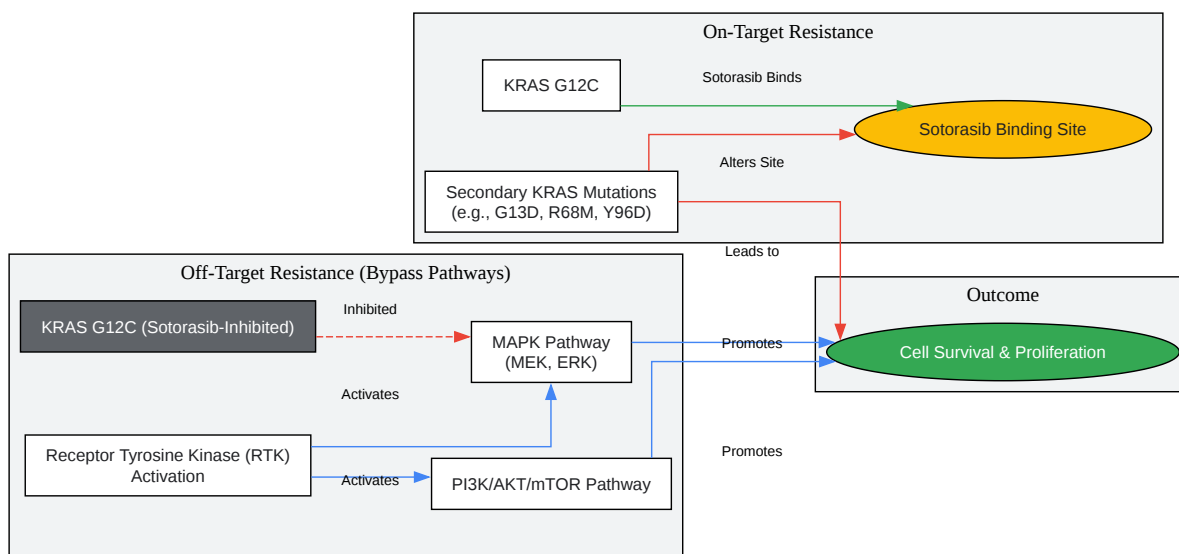 On-Target Resistance
KRAS G12C
Sotorasib Binds
Sotorasib Binding Site
Alters Site
Secondary KRAS Mutations
(e.g., G13D, R68M, Y96D)
Leads to
Off-Target Resistance (Bypass Pathways)
KRAS G12C (Sotorasib-Inhibited)
Inhibited
MAPK Pathway
(MEK, ERK)
Promotes
Outcome
Cell Survival & Proliferation
Activates
Receptor Tyrosine Kinase (RTK)
Activation
Activates
PI3K/AKT/mTOR Pathway
Promotes